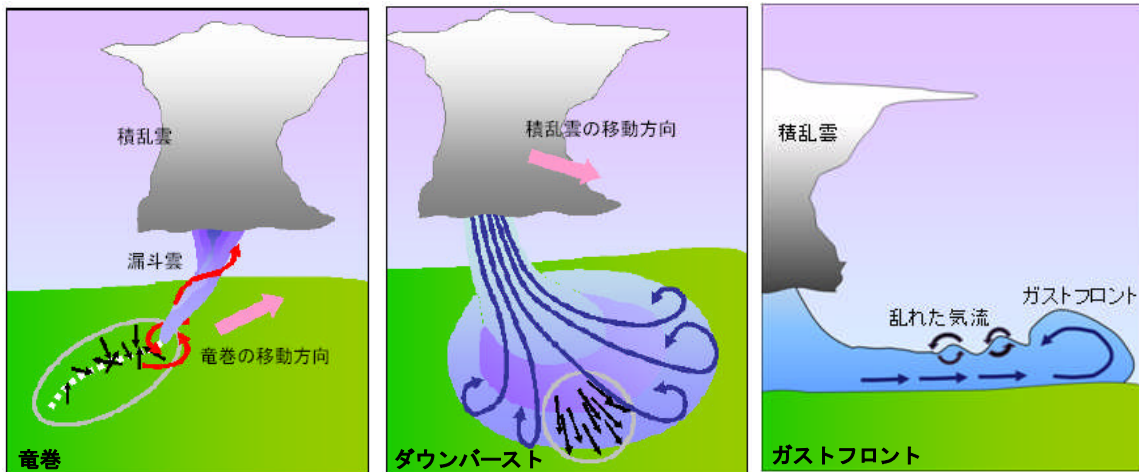 積乱雲
漏斗雲
竜巻の移動方向
竜巻
積乱雲の移動方向
ダウンバースト
積乱雲
ガストフロント
乱れた気流
ガストフロント